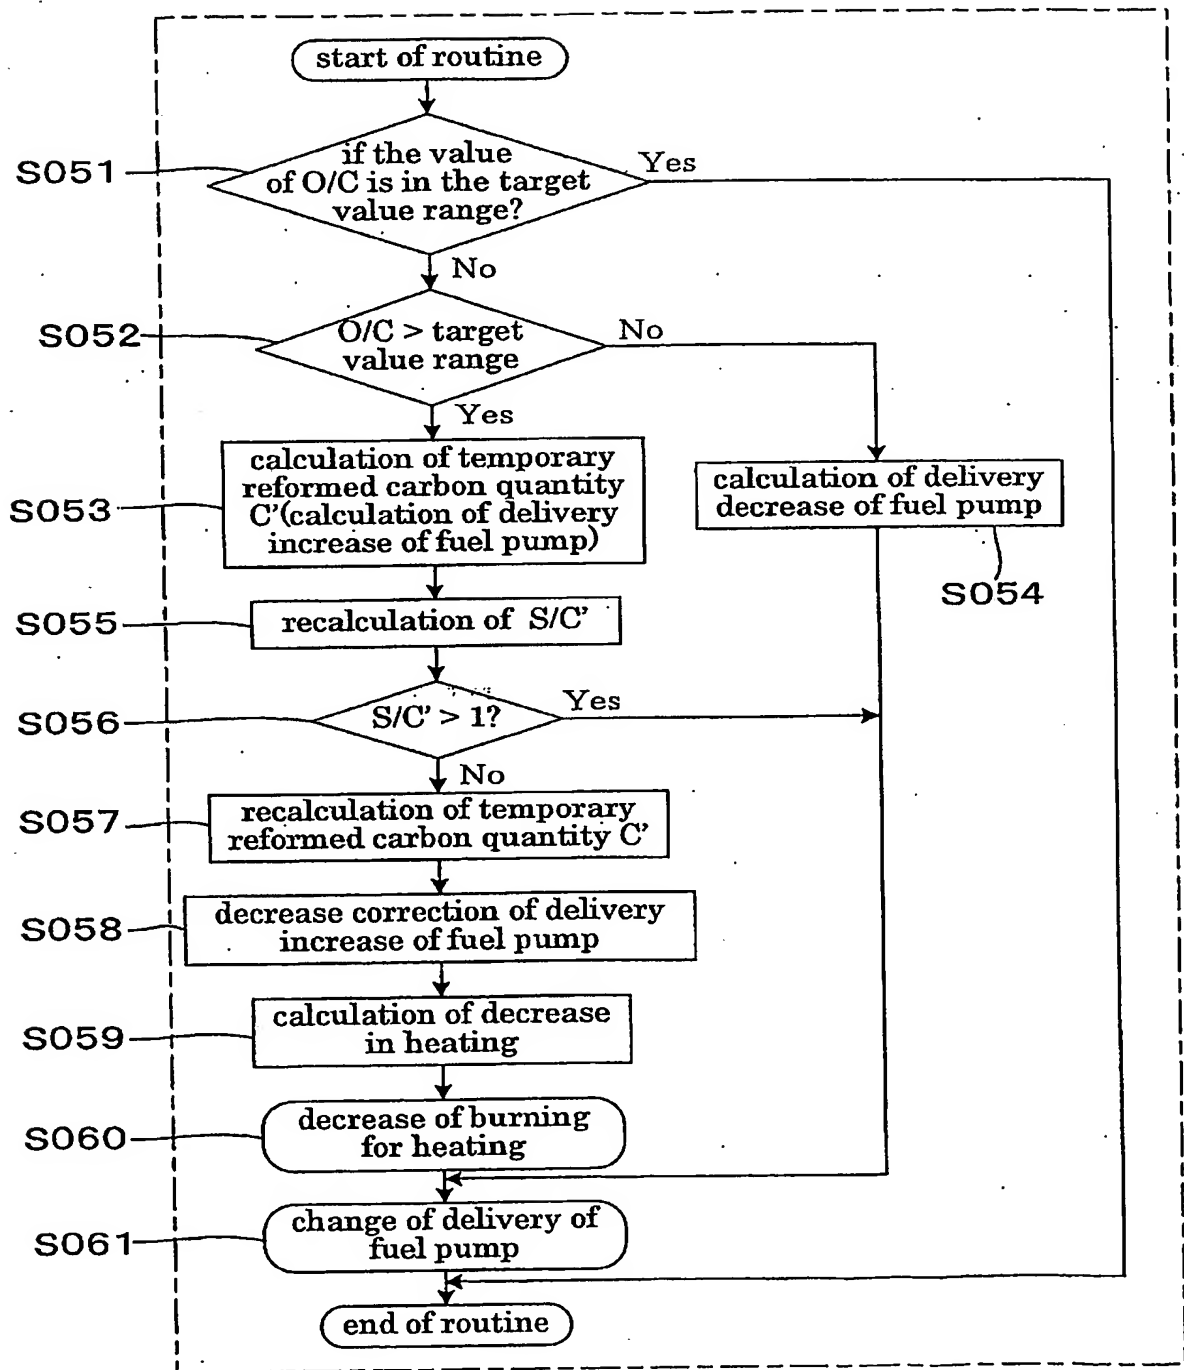 start of routine
S051
if the value
of O/C is in the target
value range?
Yes
No
S052
O/C > target
value range
No
Yes
S053
calculation of temporary
reformed carbon quantity
C'(calculation of delivery
increase of fuel pump)
calculation of delivery
decrease of fuel pump
S054
S055
recalculation of S/C'
S056
S/C' > 1?
Yes
No
S057
recalculation of temporary
reformed carbon quantity C'
S058
decrease correction of delivery
increase of fuel pump
S059
calculation of decrease
in heating
S060
decrease of burning
for heating
S061
change of delivery of
fuel pump
end of routine